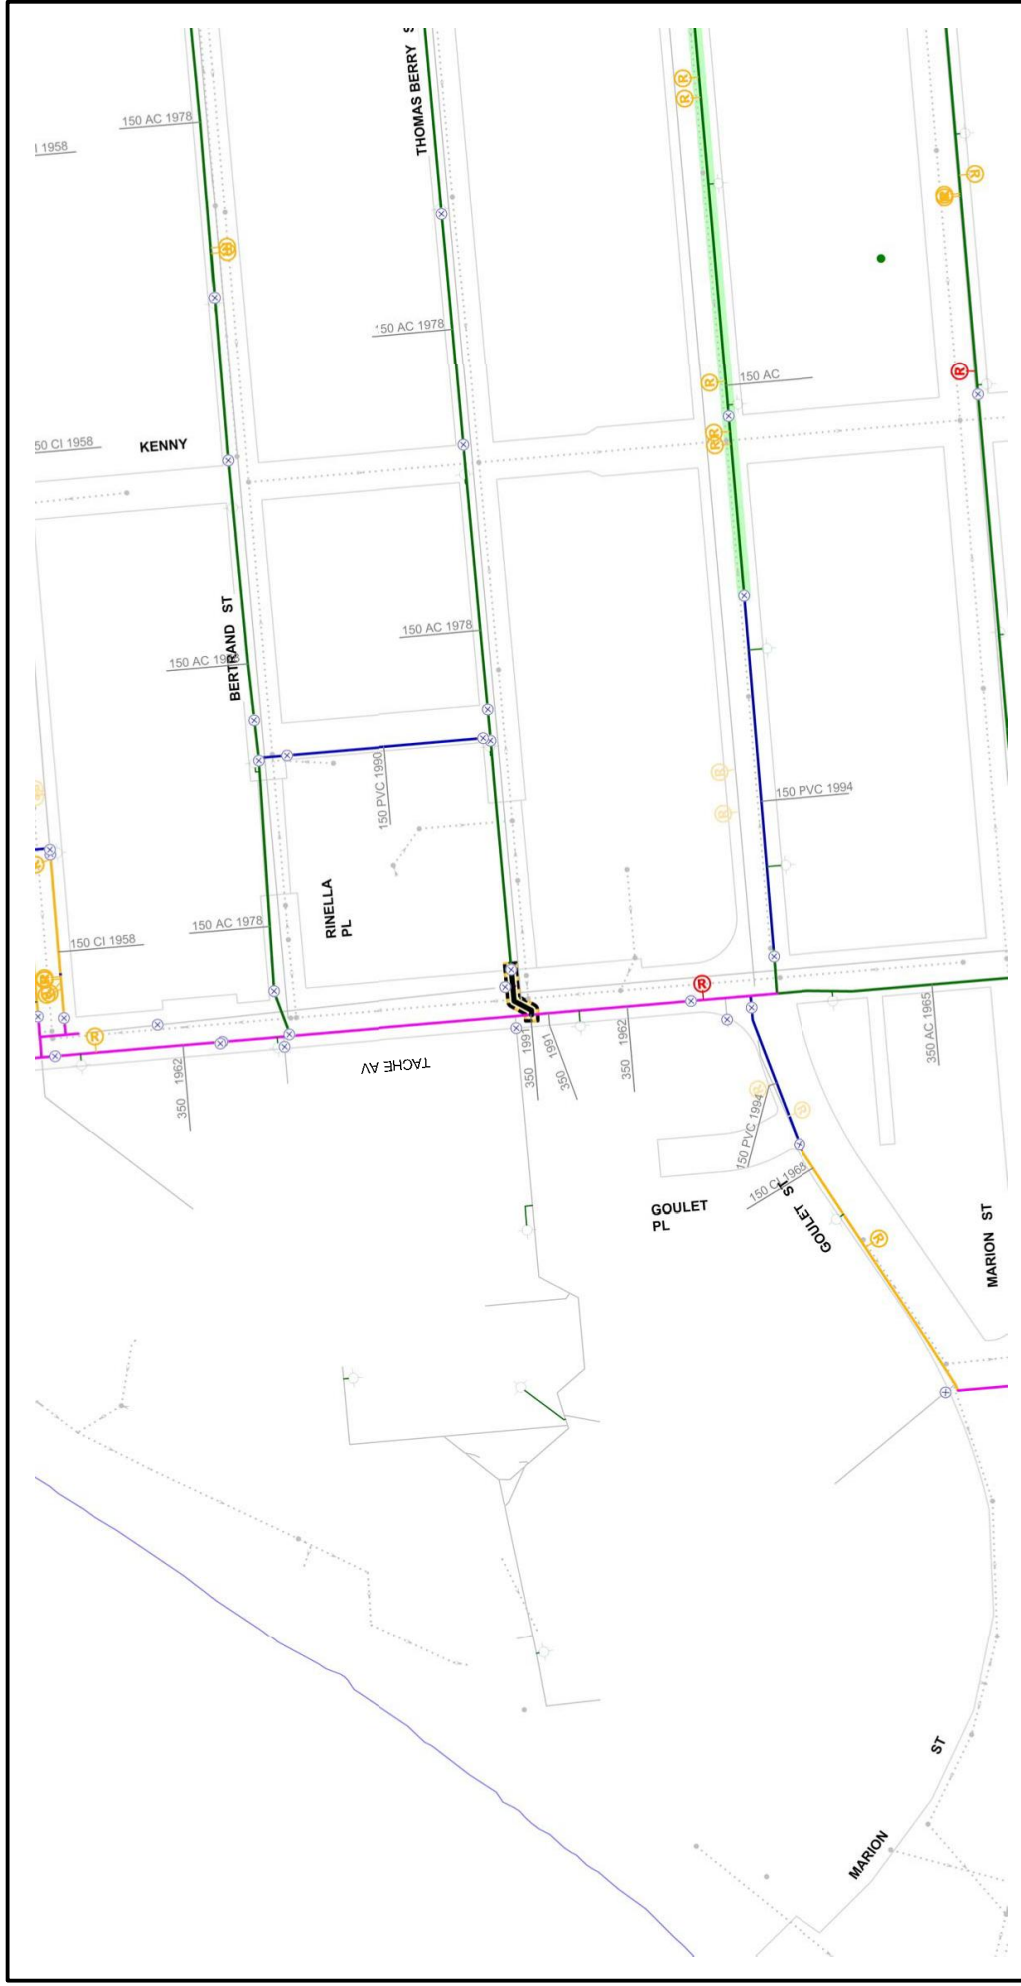 THOMAS BERRY S
150 AC 1978
1958
150 AC 1978
150 AC
50 CI 1958
KENNY
BERTRAND ST
150 AC 1978
150 PVC 1990
150 PVC 1994
RINELLA
PL
150 AC 1978
150 CI 1958
350 1962
TACHE AV
350 1991
350 1991
350 1962
350 AC 1965
150 PVC 1994
150 CI 1968
GOULET
PL
GOULET ST
MARION ST
MARION
ST
R
R
R
R
R
R
R
R
R
R
R
R
R